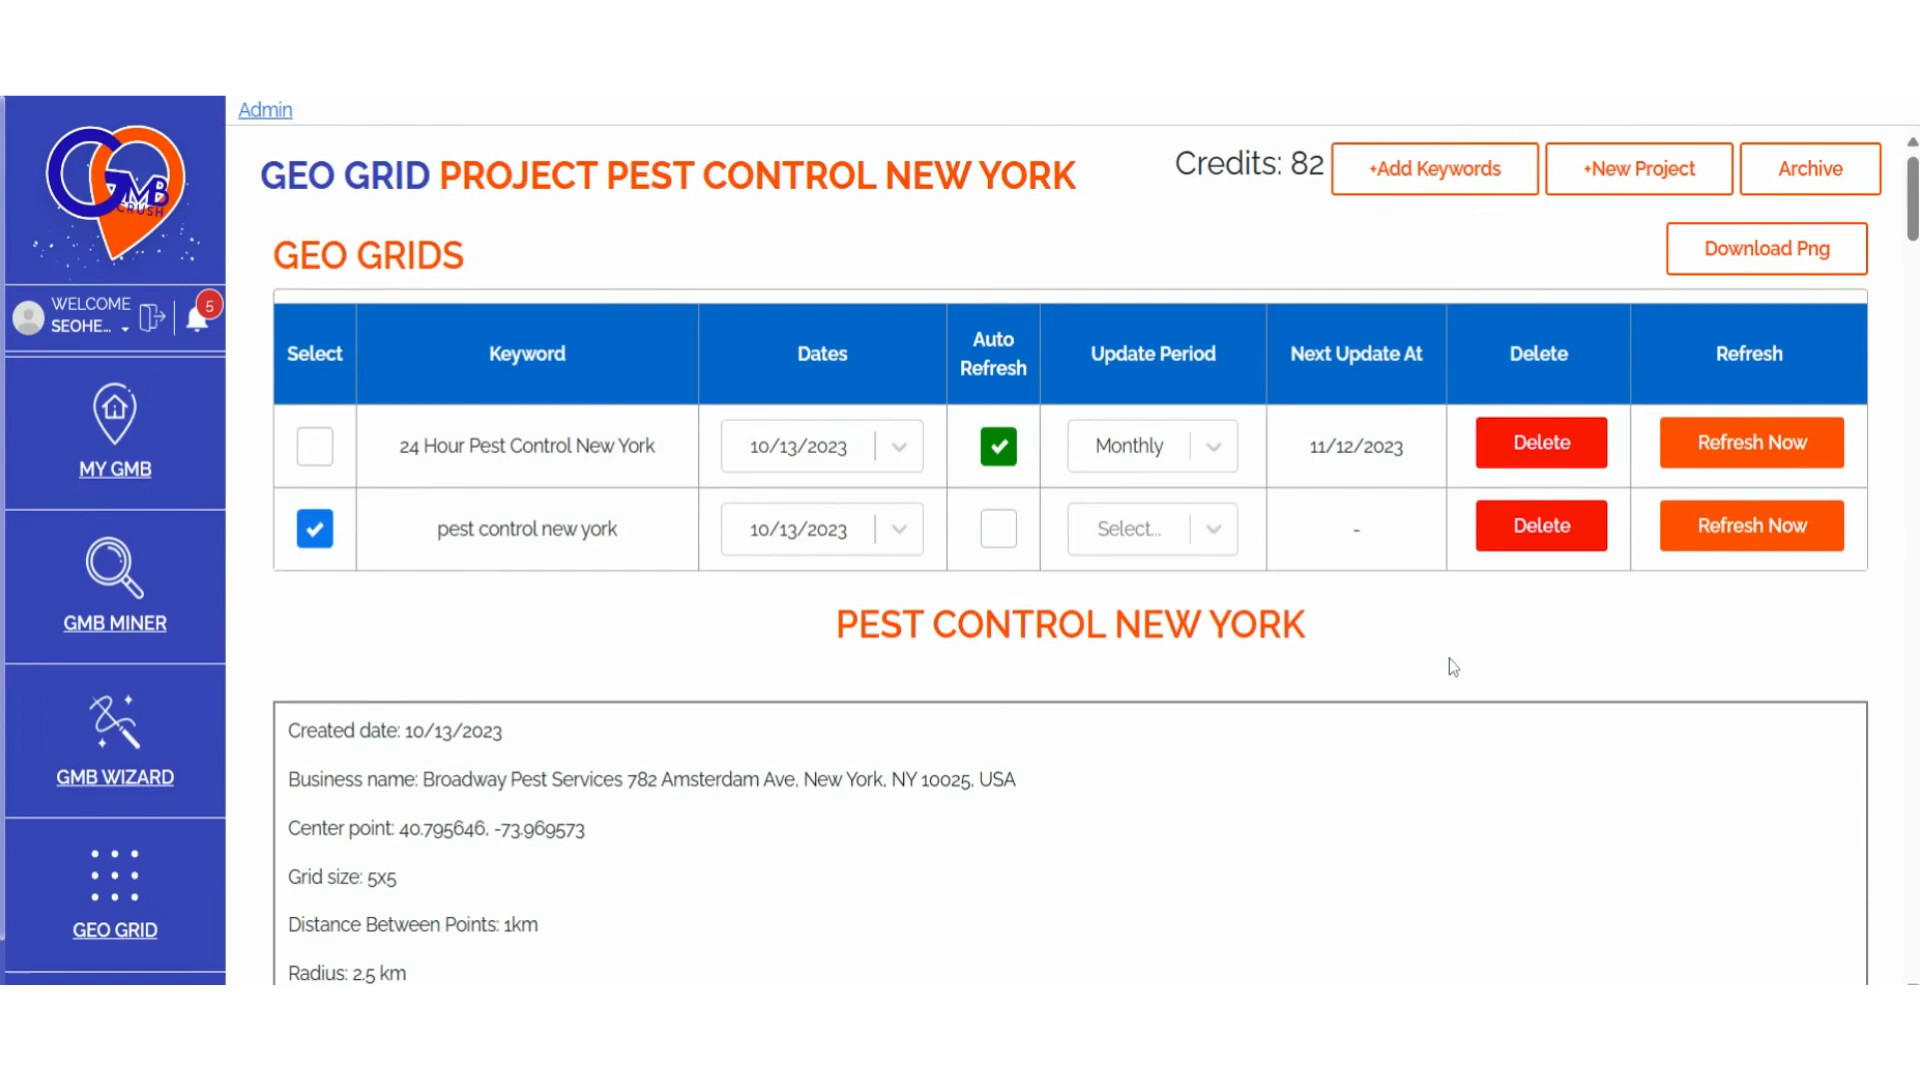 Admin
GEO GRID PROJECT PEST CONTROL NEW YORK
Credits: 82
+Add Keywords
+New Project
Archive
GMB
CRUSH
GEO GRIDS
Download Png
WELCOME
SEOHE...
5
Select
Keyword
Dates
Auto
Refresh
Update Period
Next Update At
Delete
Refresh
24 Hour Pest Control New York
10/13/2023
Monthly
11/12/2023
Delete
Refresh Now
pest control new york
10/13/2023
Select...
-
Delete
Refresh Now
MY GMB
GMB MINER
GMB WIZARD
GEO GRID
PEST CONTROL NEW YORK
Created date: 10/13/2023
Business name: Broadway Pest Services 782 Amsterdam Ave, New York, NY 10025, USA
Center point: 40.795646, -73.969573
Grid size: 5x5
Distance Between Points: 1km
Radius: 2.5 km